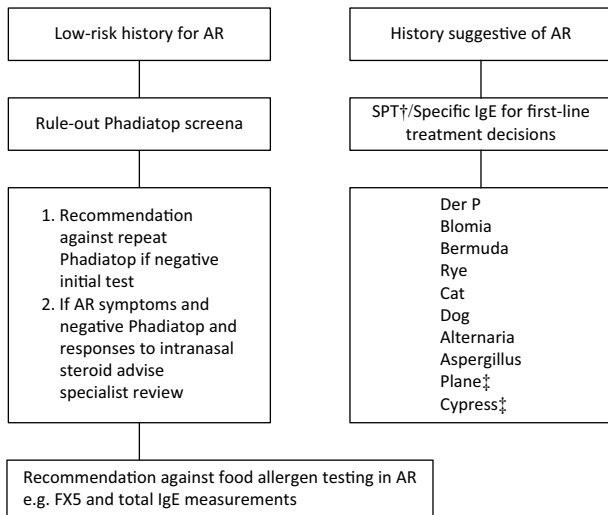 Low-risk history for AR
History suggestive of AR
Rule-out Phadiatop screena
SPT†/Specific IgE for first-line
treatment decisions
1. Recommendation
against repeat
Phadiatop if negative
initial test
2. If AR symptoms and
negative Phadiatop and
responses to intranasal
steroid advise
specialist review
Der P
Blomia
Bermuda
Rye
Cat
Dog
Alternaria
Aspergillus
Plane‡
Cypress‡
Recommendation against food allergen testing in AR
e.g. FX5 and total IgE measurements